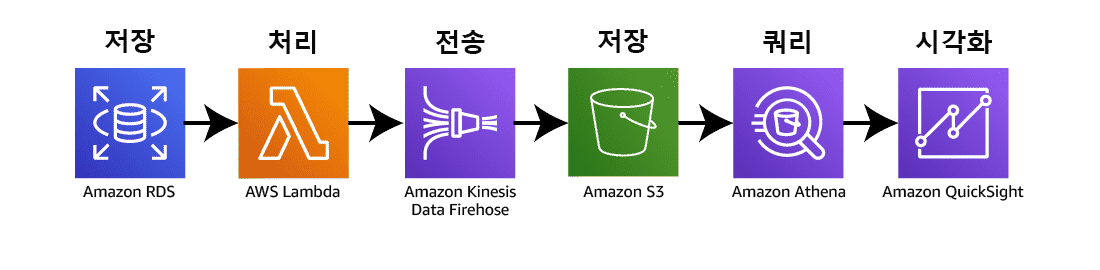 저장
처리
전송
저장
쿼리
시각화
Amazon RDS
AWS Lambda
Amazon Kinesis
Data Firehose
Amazon S3
Amazon Athena
Amazon QuickSight